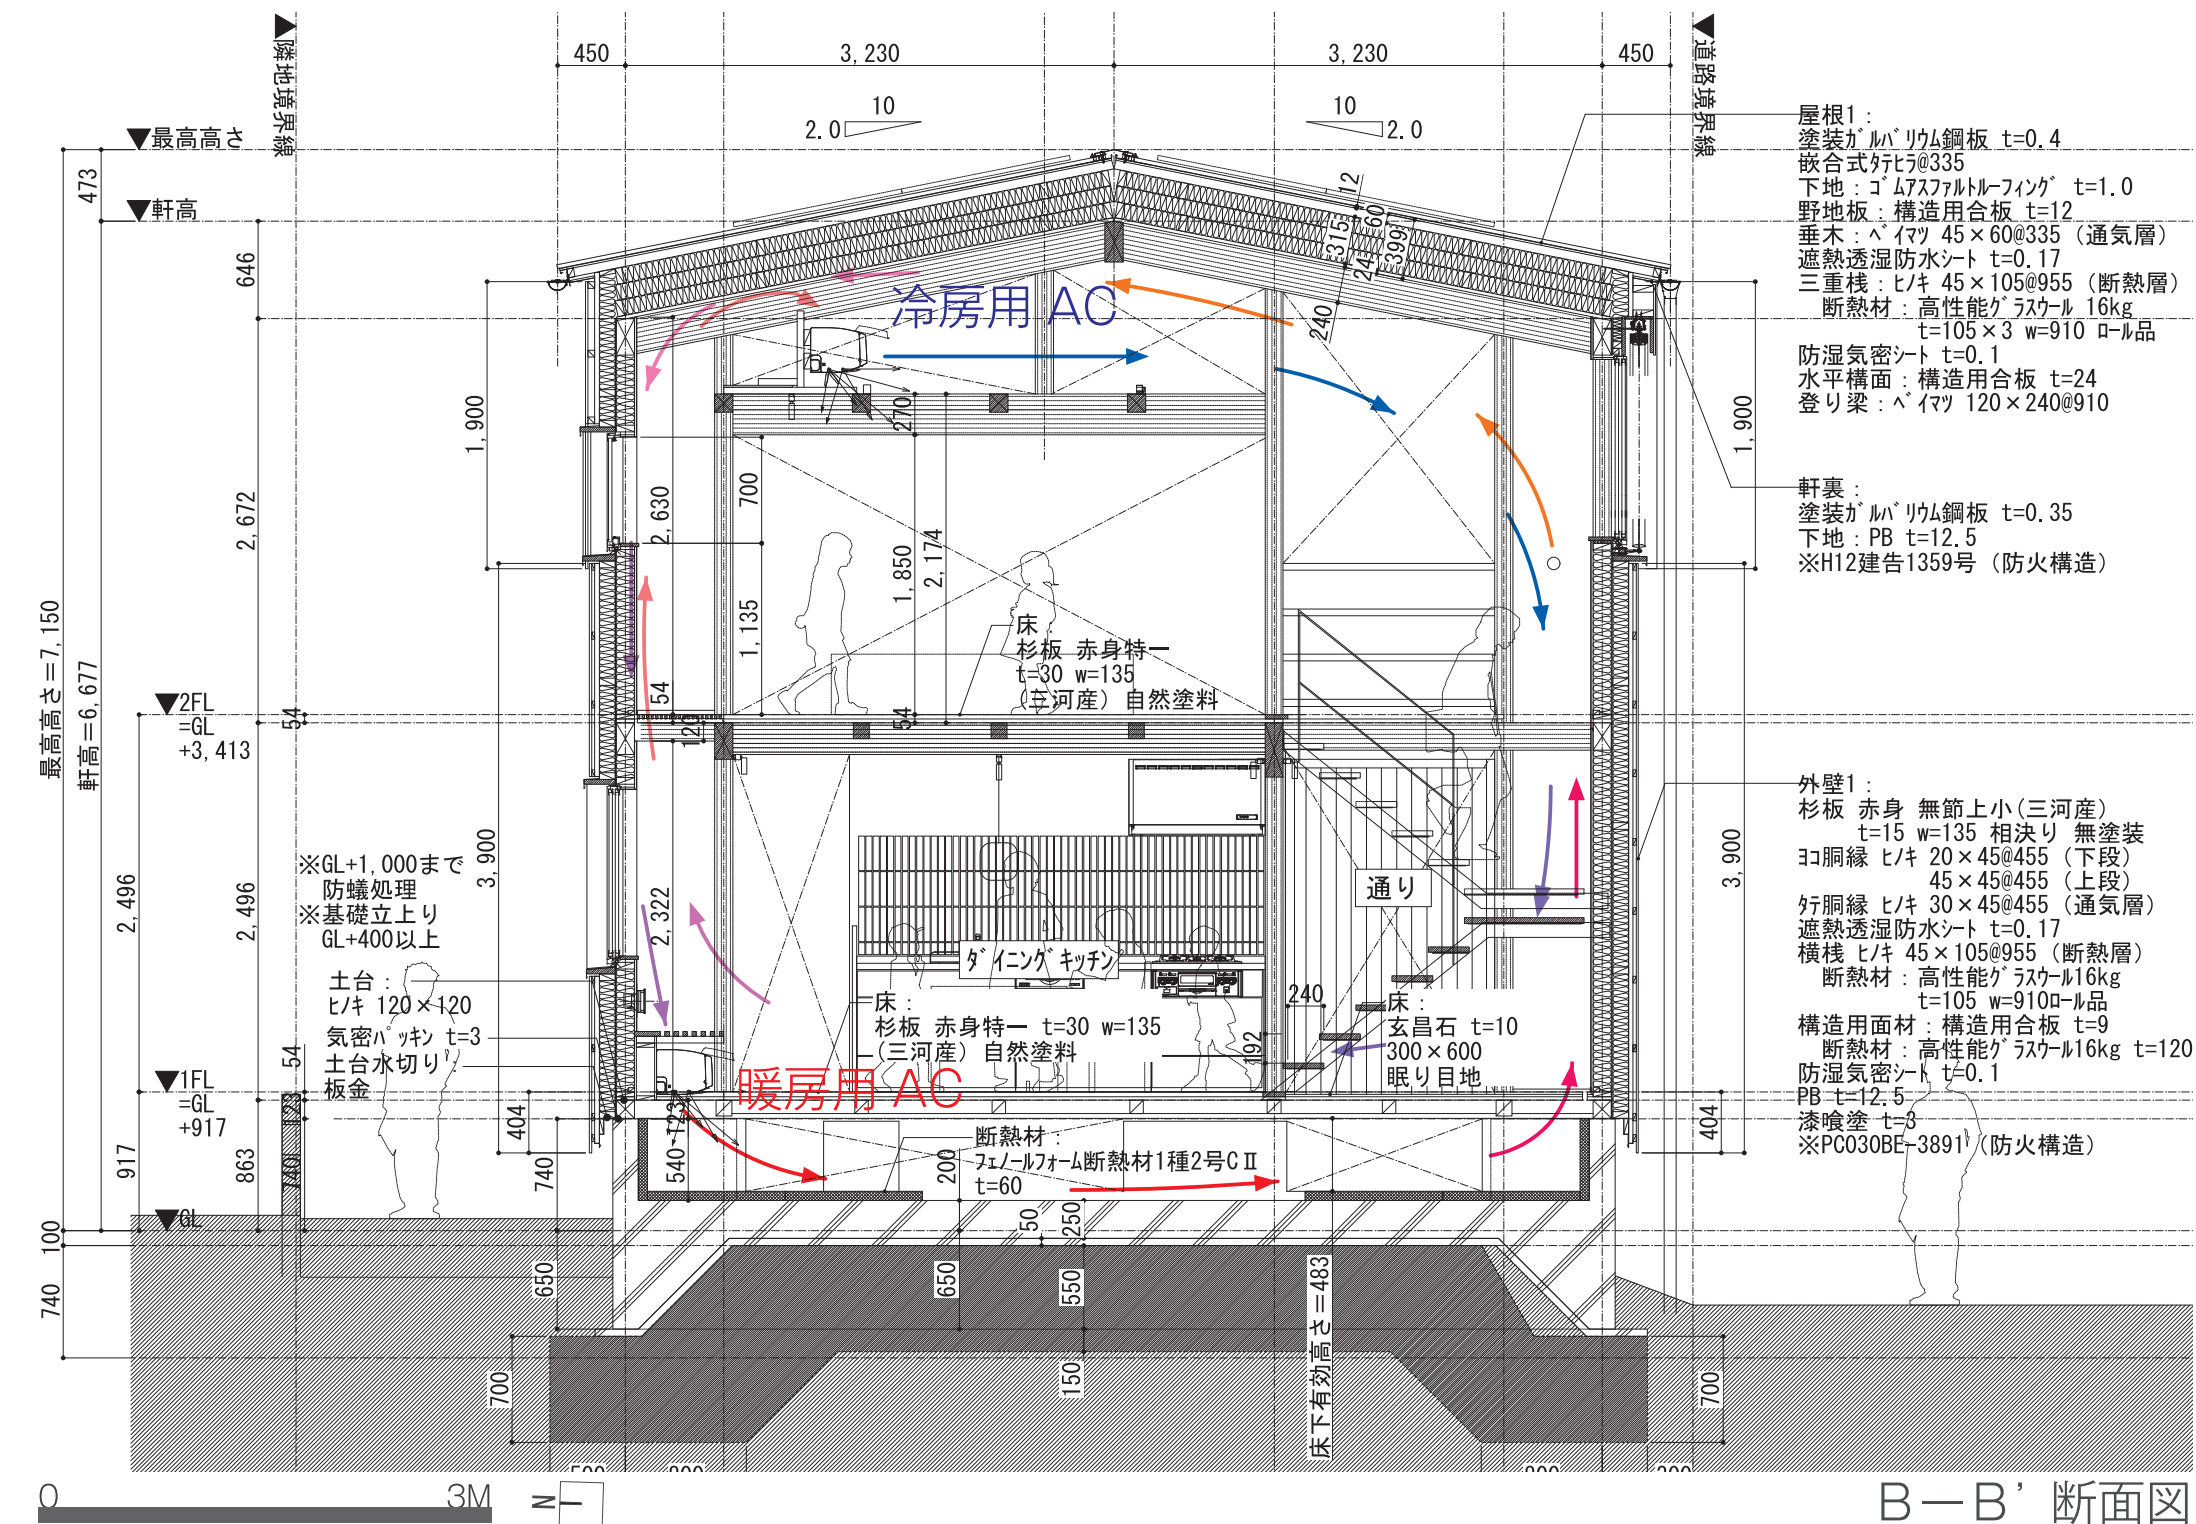 隣地境界線
450
3,230
3,230
450
道路境界線
10
2.0
10
2.0
▼最高高さ
▼軒高
473
646
2,672
2,496
863
最高高さ=7,150
軒高=6,677
54
2,496
917
100
740
▼2FL
=GL
+3,413
▼1FL
=GL
+917
▼GL
54
123
740
1,900
3,900
404
740
650
700
※GL+1,000まで
防蟻処理
※基礎立上り
GL+400以上
土台:
ヒノキ 120×120
気密パッキン t=3
土台水切り:
板金
冷房用 AC
12
60
315
24
399
240
270
2,630
700
1,850
2,174
1,135
54
54
120
2,322
床:
杉板 赤身特一
t=30 w=135
(三河産) 自然塗料
通り
ダイニングキッチン
床:
杉板 赤身特一 t=30 w=135
(三河産) 自然塗料
240
192
床:
玄昌石 t=10
300×600
眠り目地
暖房用 AC
123
540
断熱材:
フェノールフォーム断熱材1種2号CⅡ
t=60
200
50
250
650
550
150
床下有効高さ=483
1,900
3,900
404
700
屋根1:
塗装ガルバリウム鋼板 t=0.4
嵌合式タテヒラ@335
下地:ゴムアスファルトルーフィング t=1.0
野地板:構造用合板 t=12
垂木:ベイマツ 45×60@335 (通気層)
遮熱透湿防水シート t=0.17
三重桟:ヒノキ 45×105@955 (断熱層)
断熱材:高性能グラスウール 16kg
t=105×3 w=910 ロール品
防湿気密シート t=0.1
水平構面:構造用合板 t=24
登り梁:ベイマツ 120×240@910
軒裏:
塗装ガルバリウム鋼板 t=0.35
下地:PB t=12.5
※H12建告1359号 (防火構造)
外壁1:
杉板 赤身 無節上小(三河産)
t=15 w=135 相決り 無塗装
ヨコ胴縁 ヒノキ 20×45@455 (下段)
45×45@455 (上段)
タテ胴縁 ヒノキ 30×45@455 (通気層)
遮熱透湿防水シート t=0.17
横桟 ヒノキ 45×105@955 (断熱層)
断熱材:高性能グラスウール16kg
t=105 w=910ロール品
構造用面材:構造用合板 t=9
断熱材:高性能グラスウール16kg t=120
防湿気密シート t=0.1
PB t=12.5
漆喰塗 t=3
※PC030BE-3891 (防火構造)
0
3M
N
B—B' 断面図